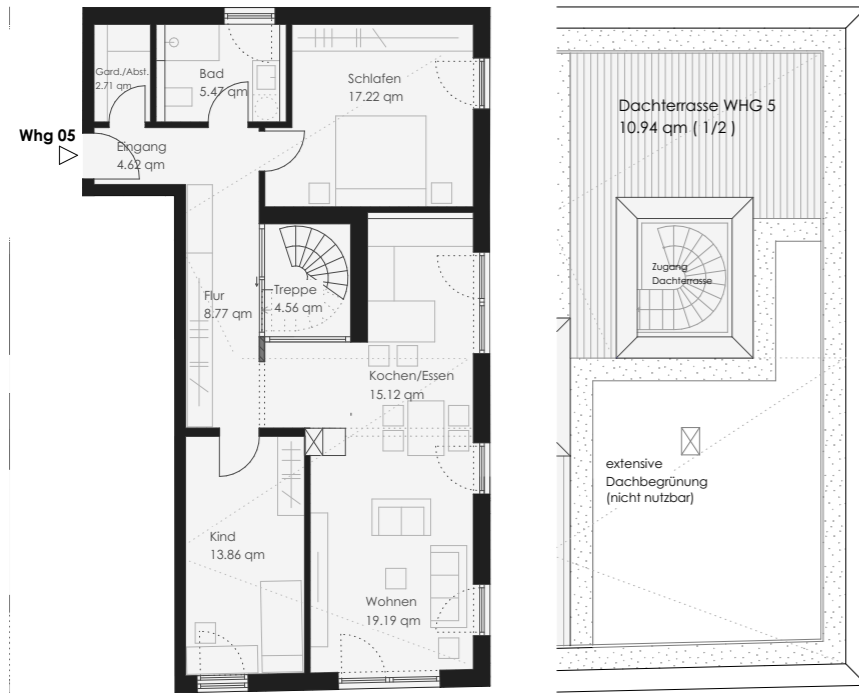 Gard./Abst.
2.71 qm
Bad
5.47 qm
Schlafen
17.22 qm
Whg 05
Eingang
4.62 qm
Flur
8.77 qm
Treppe
4.56 qm
Kochen/Essen
15.12 qm
Kind
13.86 qm
Wohnen
19.19 qm
Dachterrasse WHG 5
10.94 qm ( 1/2 )
Zugang
Dachterrasse
extensive
Dachbegrünung
(nicht nutzbar)